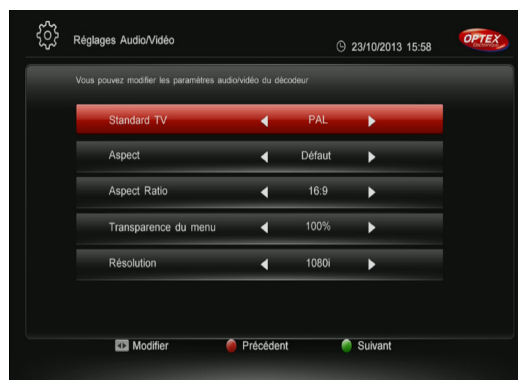 Réglages Audio/Vidéo
23/10/2013 15:58
OPTEX
Vous pouvez modifier les paramètres audio/vidéo du décodeur
Standard TV PAL
Aspect Défaut
Aspect Ratio 16:9
Transparence du menu 100%
Résolution 1080i
Modifier Précédent Suivant